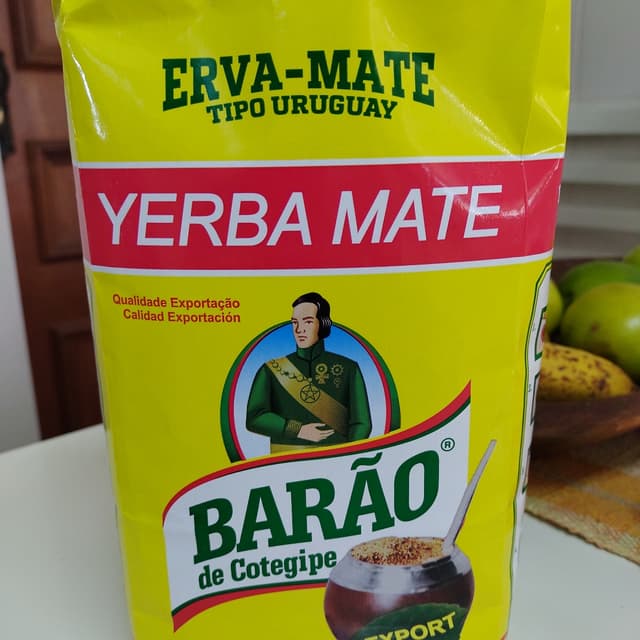 ERVA-MATE
TIPO URUGUAY
YERBA MATE
Qualidade Exportação
Calidad Exportación
BARÃO®
de Cotegipe
EXPORT